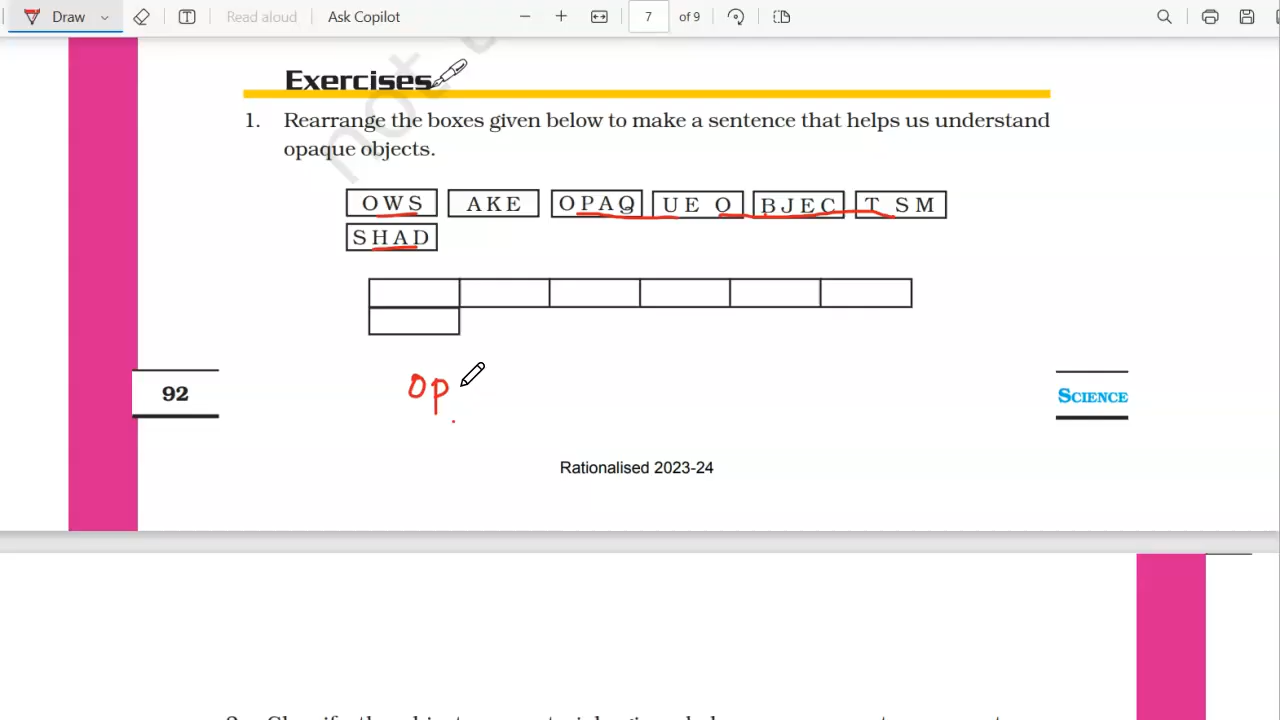 Draw
Read aloud
Ask Copilot
7
of 9
Exercises
1. Rearrange the boxes given below to make a sentence that helps us understand
opaque objects.
OWS AKE OPAQ UE O BJEC T SM
SHAD
92
op
SCIENCE
Rationalised 2023-24
not